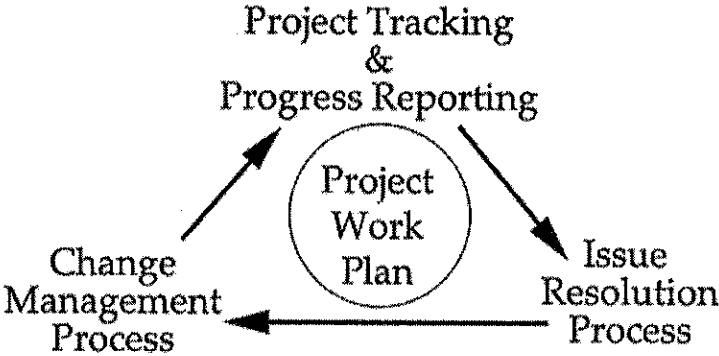 Project Tracking
&
Progress Reporting
Project
Work
Plan
Change
Management
Process
Issue
Resolution
Process